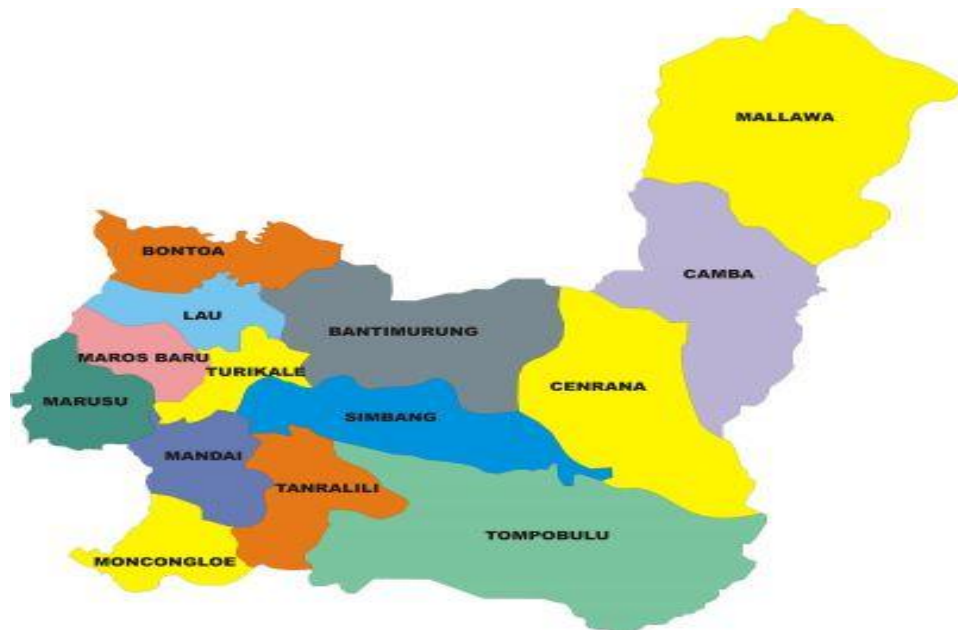 MALLAWA
BONTOA
CAMBA
LAU
BANTIMURUNG
MAROS BARU
TURIKALE
CENRANA
MARUSU
SIMBANG
MANDAI
TANRALILI
TOMPOBULU
MONCONGLOE